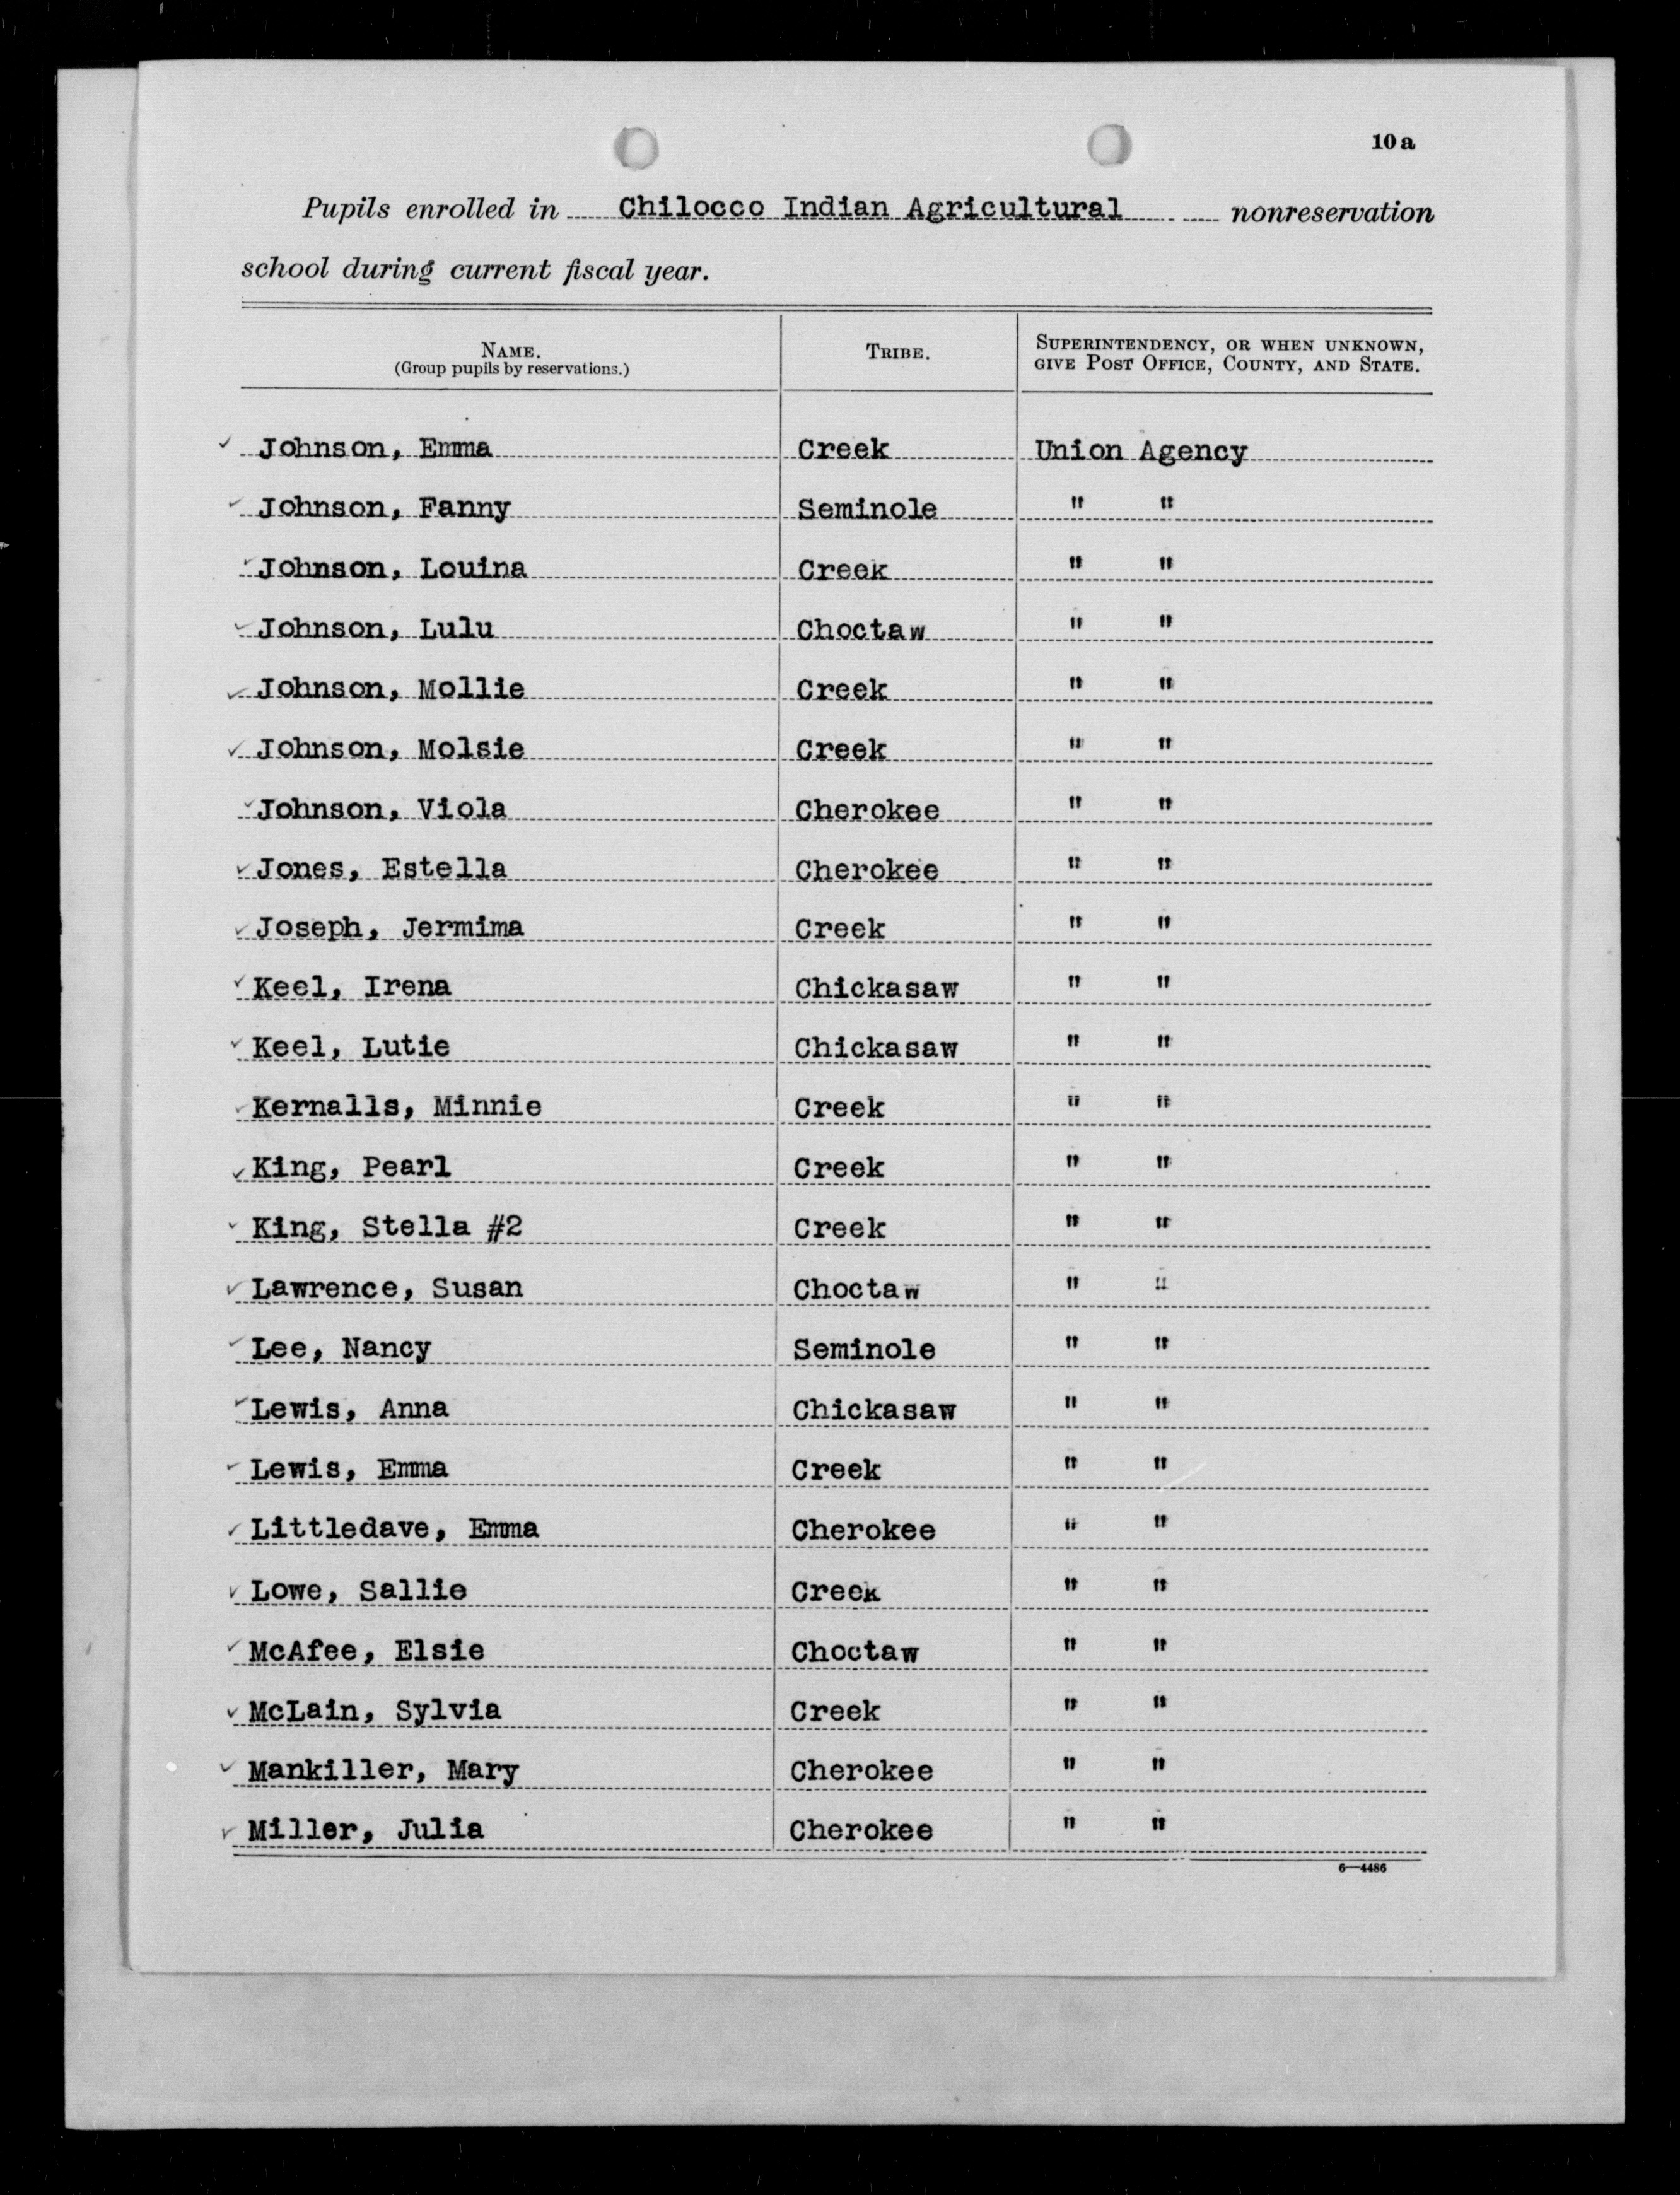 10 a
Pupils enrolled in Chilocco Indian Agricultural nonreservation
school during current fiscal year.
NAME. TRIBE. SUPERINTENDENCY, OR WHEN UNKNOWN,
(Group pupils by reservations.) GIVE POST OFFICE, COUNTY, AND STATE.
✓ Johnson, Emma Creek Union Agency
✓ Johnson, Fanny Seminole " "
✓ Johnson, Louina Creek " "
✓ Johnson, Lulu Choctaw " "
✓ Johnson, Mollie Creek " "
✓ Johnson, Molsie Creek " "
✓ Johnson, Viola Cherokee " "
✓ Jones, Estella Cherokee " "
✓ Joseph, Jermima Creek " "
✓ Keel, Irena Chickasaw " "
✓ Keel, Lutie Chickasaw " "
✓ Kernalls, Minnie Creek " "
✓ King, Pearl Creek " "
✓ King, Stella #2 Creek " "
✓ Lawrence, Susan Choctaw " "
✓ Lee, Nancy Seminole " "
✓ Lewis, Anna Chickasaw " "
✓ Lewis, Emma Creek " "
✓ Littledave, Emma Cherokee " "
✓ Lowe, Sallie Creek " "
✓ McAfee, Elsie Choctaw " "
✓ McLain, Sylvia Creek " "
✓ Mankiller, Mary Cherokee " "
✓ Miller, Julia Cherokee " "
6—4486